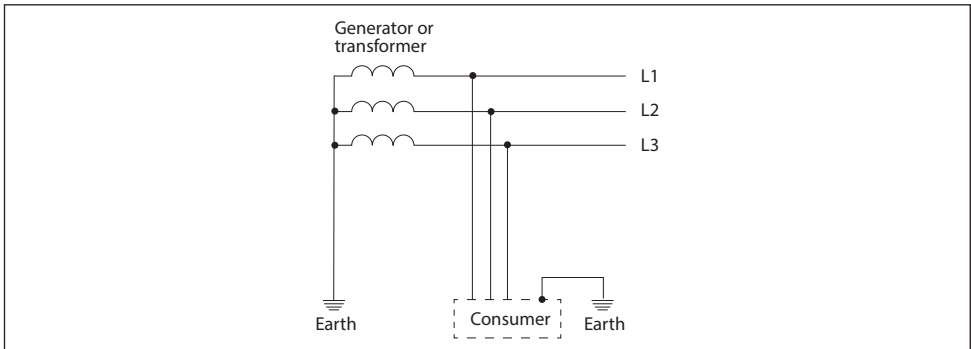 Generator or
transformer
L1
L2
L3
Earth
Consumer
Earth